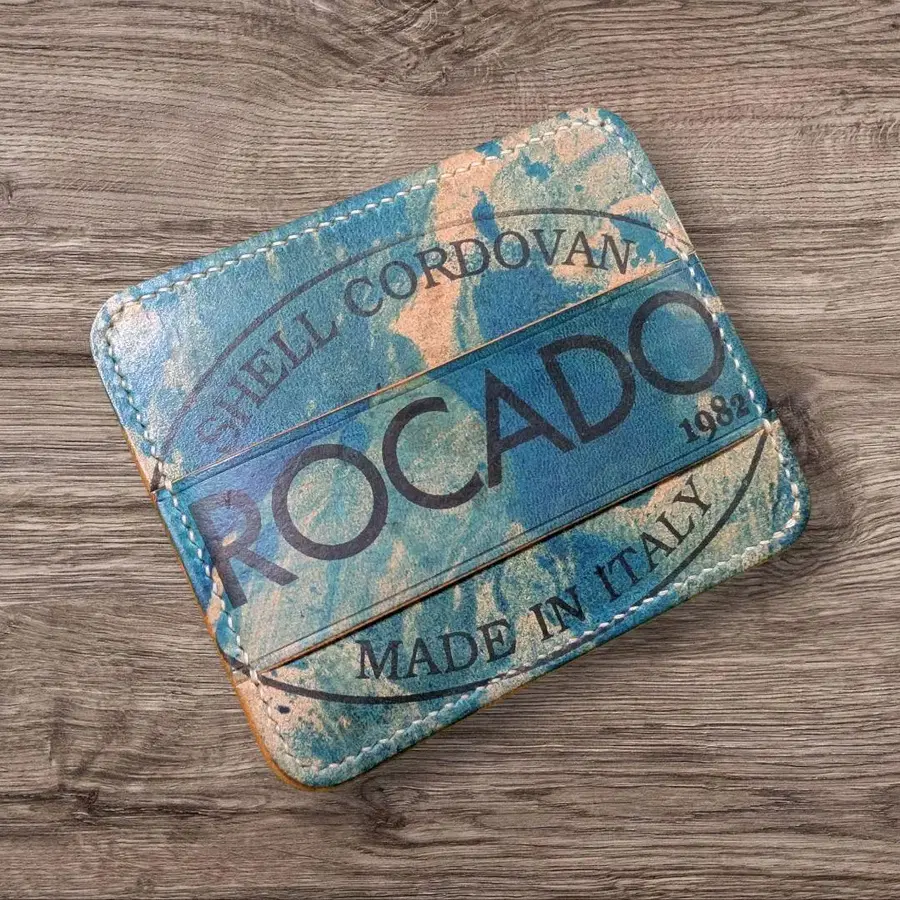 SHELL CORDOVAN
ROCADO
1982
MADE IN ITALY